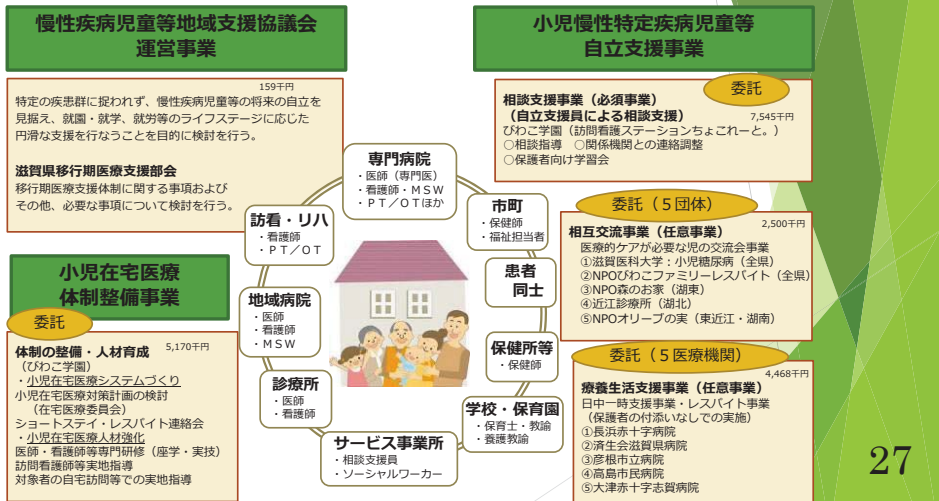 慢性疾病児童等地域支援協議会
運営事業
159千円
特定の疾患群に捉われず、慢性疾病児童等の将来の自立を
見据え、就園・就学、就労等のライフステージに応じた
円滑な支援を行なうことを目的に検討を行う。
滋賀県移行期医療支援部会
移行期医療支援体制に関する事項および
その他、必要な事項について検討を行う。
小児在宅医療
体制整備事業
委託
体制の整備・人材育成 5,170千円
（びわこ学園）
・小児在宅医療システムづくり
小児在宅医療対策計画の検討
（在宅医療委員会）
ショートステイ・レスパイト連絡会
・小児在宅医療人材強化
医師・看護師等専門研修（座学・実技）
訪問看護師等実地指導
対象者の自宅訪問等での実地指導
専門病院
・医師（専門医）
・看護師・ＭＳＷ
・ＰＴ／ＯＴほか
訪看・リハ
・看護師
・ＰＴ／ＯＴ
地域病院
・医師
・看護師
・ＭＳＷ
診療所
・医師
・看護師
サービス事業所
・相談支援員
・ソーシャルワーカー
市町
・保健師
・福祉担当者
患者
同士
保健所等
・保健師
学校・保育園
・保育士・教諭
・養護教諭
小児慢性特定疾病児童等
自立支援事業
委託
相談支援事業（必須事業）
（自立支援員による相談支援） 7,545千円
びわこ学園（訪問看護ステーションちょこれーと。）
○相談指導 ○関係機関との連絡調整
○保護者向け学習会
委託（５団体）
2,500千円
相互交流事業（任意事業）
医療的ケアが必要な児の交流会事業
①滋賀医科大学：小児糖尿病（全県）
②NPOびわこファミリーレスパイト（全県）
③NPO森のお家（湖東）
④近江診療所（湖北）
⑤NPOオリーブの実（東近江・湖南）
委託（５医療機関）
4,468千円
療養生活支援事業（任意事業）
日中一時支援事業・レスパイト事業
（保護者の付添いなしでの実施）
①長浜赤十字病院
②済生会滋賀県病院
③彦根市立病院
④高島市民病院
⑤大津赤十字志賀病院
27